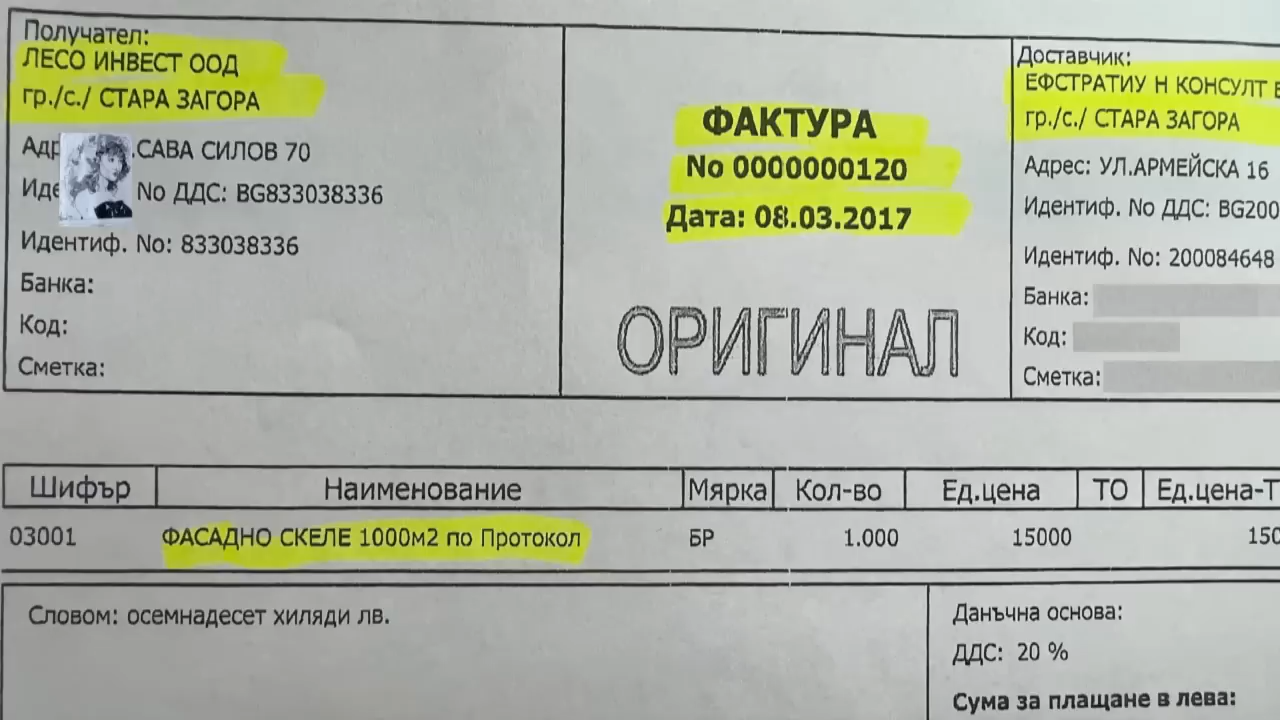 Получател:
ЛЕСО ИНВЕСТ ООД
гр./с./ СТАРА ЗАГОРА
САВА СИЛОВ 70
No ДДС: BG833038336
Идентиф. No: 833038336
Банка:
Код:
Сметка:
ФАКТУРА
No 0000000120
Дата: 08.03.2017
ОРИГИНАЛ
Доставчик:
ЕФСТРАТИУ Н КОНСУЛТ
гр./с./ СТАРА ЗАГОРА
Адрес: УЛ.АРМЕЙСКА 16
Идентиф. No ДДС: BG200
Идентиф. No: 200084648
Банка:
Код:
Сметка:
Шифър Наименование Мярка Кол-во Ед.цена ТО Ед.цена-Т
03001 ФАСАДНО СКЕЛЕ 1000м2 по Протокол БР 1.000 15000
Словом: осемнадесет хиляди лв.
Данъчна основа:
ДДС: 20 %
Сума за плащане в лева: